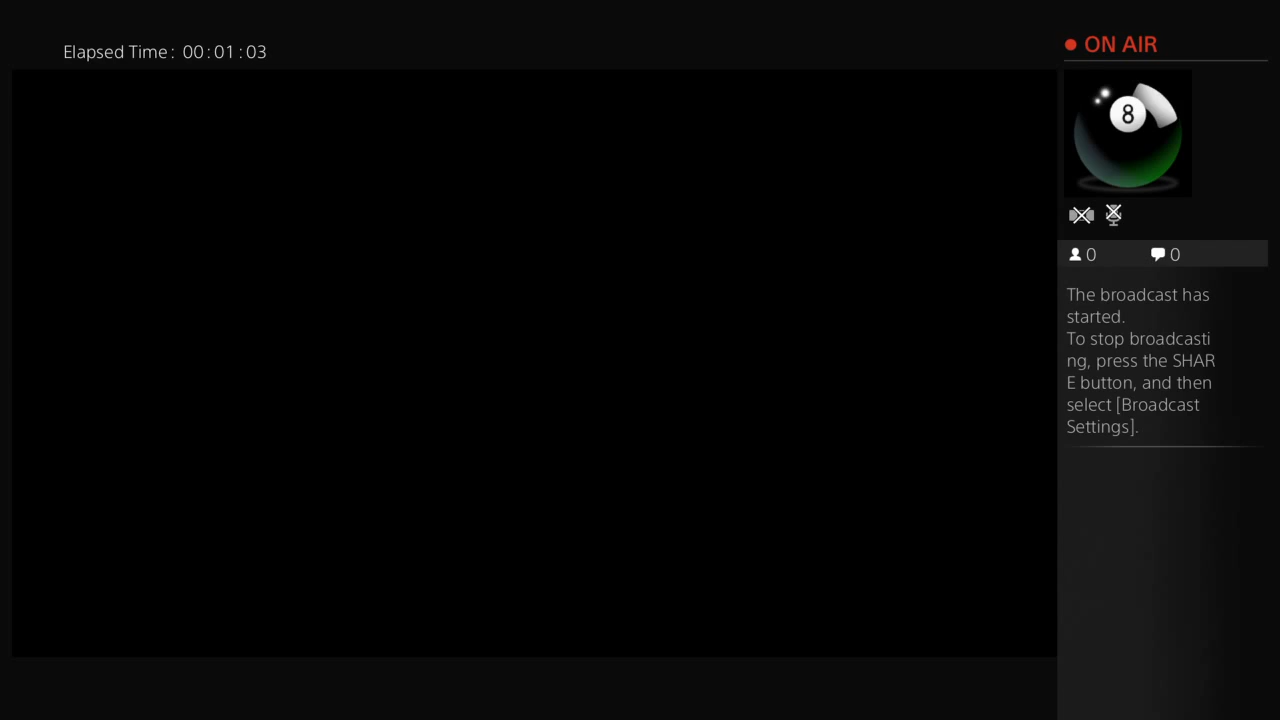 Elapsed Time: 00:01:03
ON AIR
8
0 0
The broadcast has
started.
To stop broadcasti
ng, press the SHAR
E button, and then
select [Broadcast
Settings].